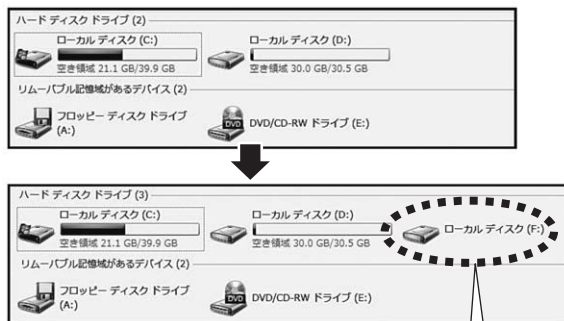 ハード ディスク ドライブ (2)
ローカル ディスク (C:)
空き領域 21.1 GB/39.9 GB
ローカル ディスク (D:)
空き領域 30.0 GB/30.5 GB
リムーバブル記憶域があるデバイス (2)
フロッピー ディスク ドライブ
(A:)
DVD
DVD/CD-RW ドライブ (E:)
ハード ディスク ドライブ (3)
ローカル ディスク (C:)
空き領域 21.1 GB/39.9 GB
ローカル ディスク (D:)
空き領域 30.0 GB/30.5 GB
ローカル ディスク (F:)
リムーバブル記憶域があるデバイス (2)
フロッピー ディスク ドライブ
(A:)
DVD
DVD/CD-RW ドライブ (E:)